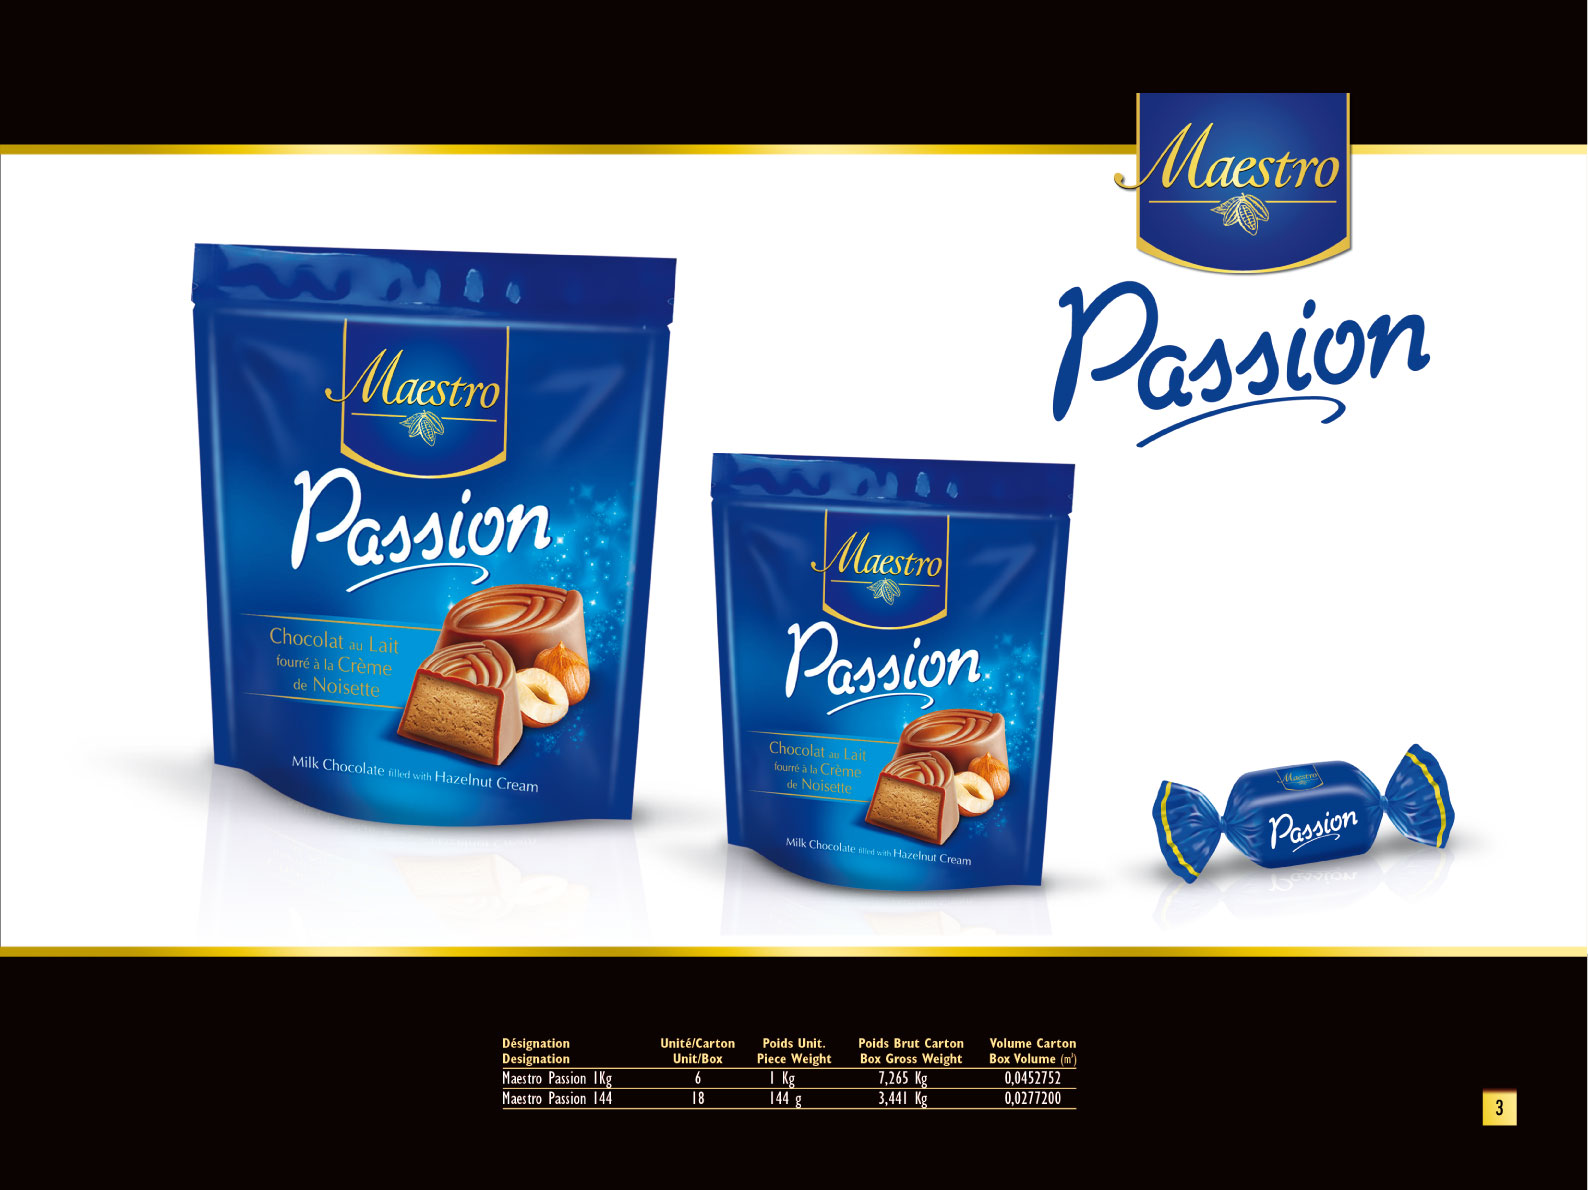 Maestro
Passion
Maestro
Passion
Chocolat au Lait
fourré à la Crème
de Noisette
Milk Chocolate filled with Hazelnut Cream
Maestro
Passion
Chocolat au Lait
fourré à la Crème
de Noisette
Milk Chocolate filled with Hazelnut Cream
Maestro
Passion
Désignation Unité/Carton Poids Unit. Poids Brut Carton Volume Carton
Designation Unit/Box Piece Weight Box Gross Weight Box Volume (m³)
Maestro Passion 1Kg 6 1 Kg 7,265 Kg 0,0452752
Maestro Passion 144 18 144 g 3,441 Kg 0,0277200
3